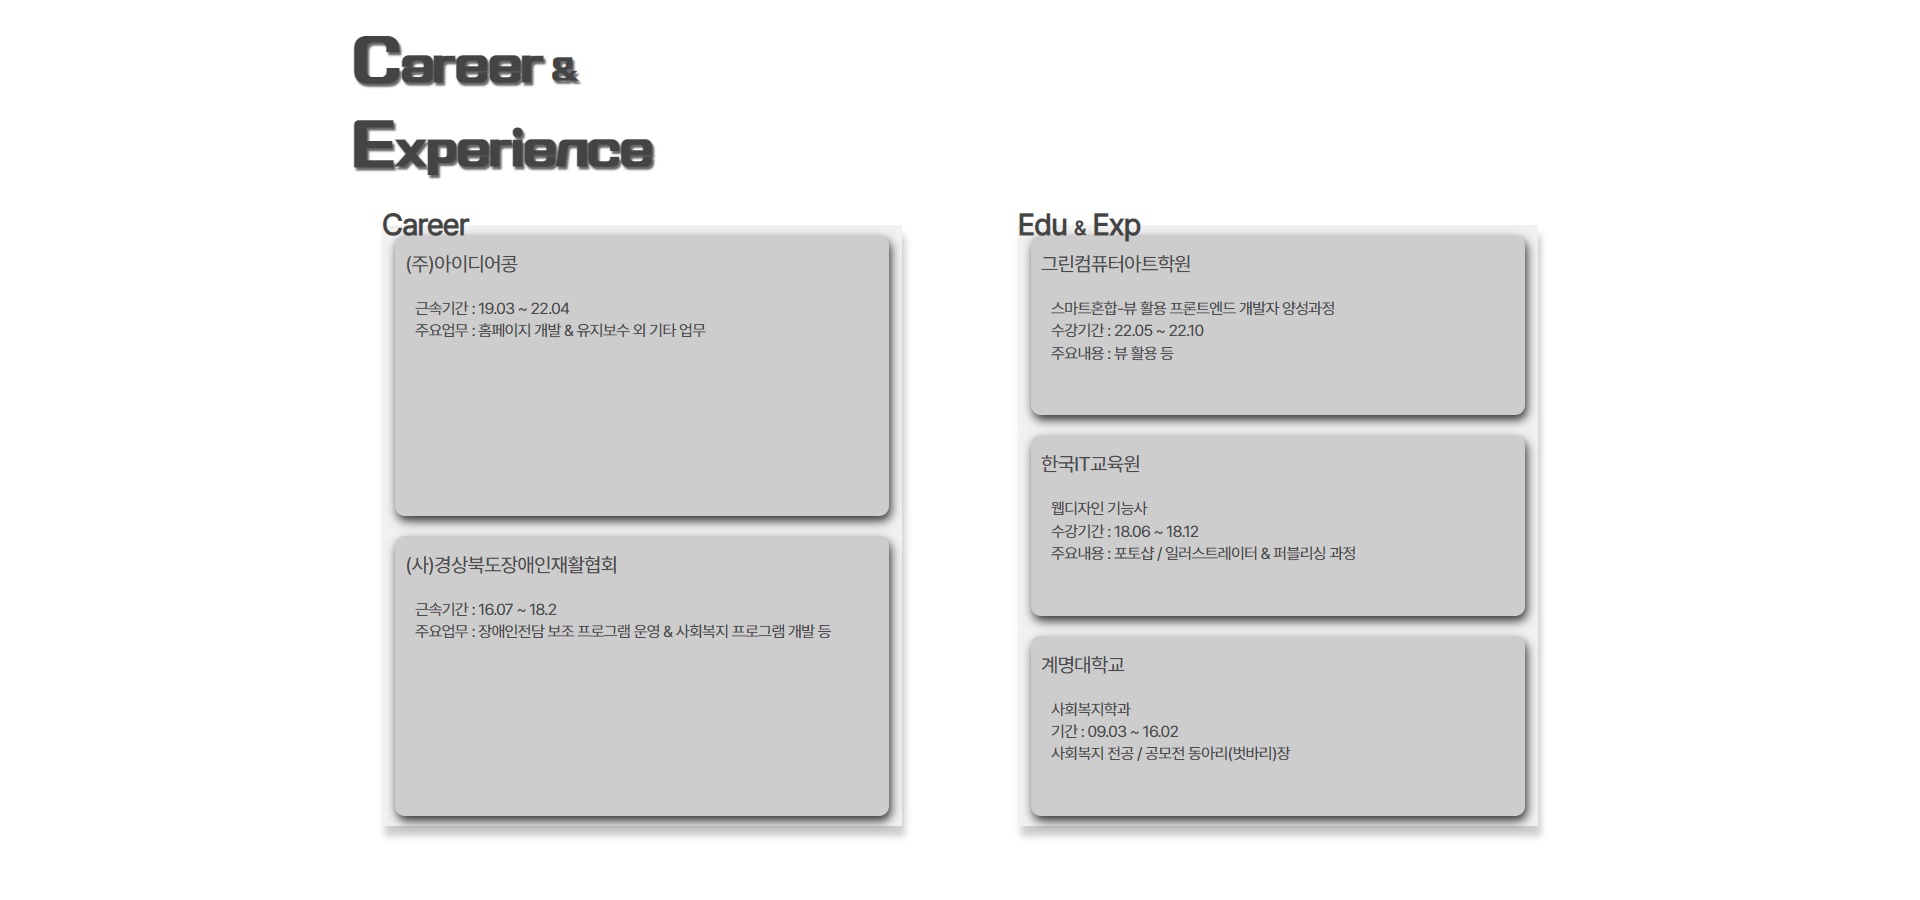 Career &
Experience
Career
(주)아이디어콩
근속기간 : 19.03 ~ 22.04
주요업무 : 홈페이지 개발 & 유지보수 외 기타 업무
(사)경상북도장애인재활협회
근속기간 : 16.07 ~ 18.2
주요업무 : 장애인전담 보조 프로그램 운영 & 사회복지 프로그램 개발 등
Edu & Exp
그린컴퓨터아트학원
스마트혼합-뷰 활용 프론트엔드 개발자 양성과정
수강기간 : 22.05 ~ 22.10
주요내용 : 뷰 활용 등
한국IT교육원
웹디자인 기능사
수강기간 : 18.06 ~ 18.12
주요내용 : 포토샵 / 일러스트레이터 & 퍼블리싱 과정
계명대학교
사회복지학과
기간 : 09.03 ~ 16.02
사회복지 전공 / 공모전 동아리(벗바리)장